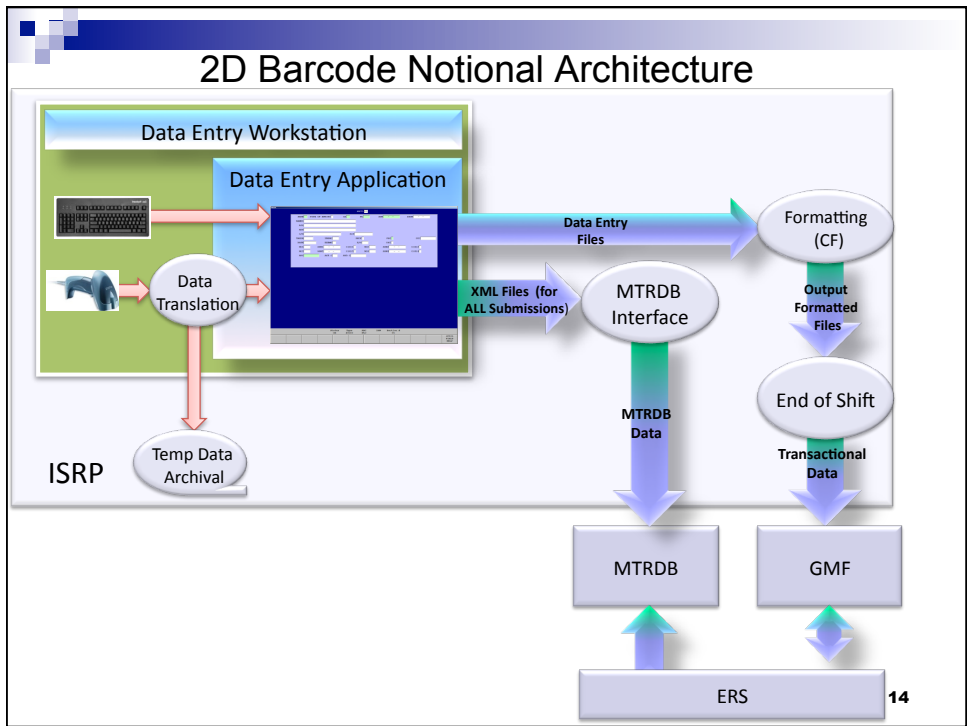 2D Barcode Notional Architecture
Data Entry Workstation
Data Entry Application
Data
Translation
Temp Data
Archival
ISRP
Data Entry
Files
XML Files (for
ALL Submissions)
MTRDB
Interface
Formatting
(CF)
Output
Formatted
Files
End of Shift
MTRDB
Data
Transactional
Data
MTRDB
GMF
ERS
14